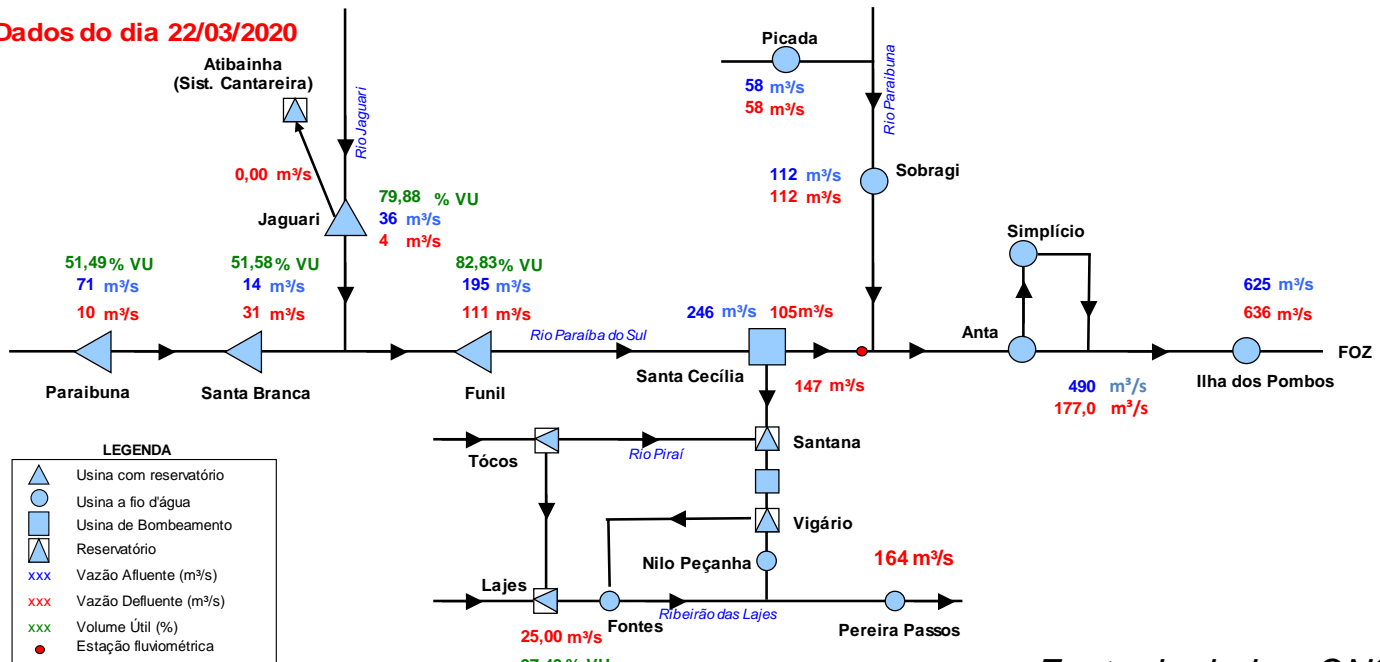 Dados do dia 22/03/2020
Atibainha
(Sist. Cantareira)
Rio Jaguari
0,00 m³/s
Jaguari
79,88 % VU
36 m³/s
4 m³/s
Picada
58 m³/s
58 m³/s
Rio Paraibuna
112 m³/s
112 m³/s
Sobragi
51,49 % VU
71 m³/s
10 m³/s
Paraibuna
51,58 % VU
14 m³/s
31 m³/s
Santa Branca
82,83 % VU
195 m³/s
111 m³/s
Funil
Rio Paraíba do Sul
246 m³/s 105 m³/s
Santa Cecília
147 m³/s
Simplício
Anta
490 m³/s
177,0 m³/s
625 m³/s
636 m³/s
Ilha dos Pombos
FOZ
Tócos
Rio Piraí
Santana
Vigário
Nilo Peçanha
164 m³/s
Lajes
Fontes
Ribeirão das Lajes
Pereira Passos
25,00 m³/s
LEGENDA
Usina com reservatório
Usina a fio d'água
Usina de Bombeamento
Reservatório
xxx Vazão Afluente (m³/s)
xxx Vazão Defluente (m³/s)
xxx Volume Útil (%)
Estação fluviométrica